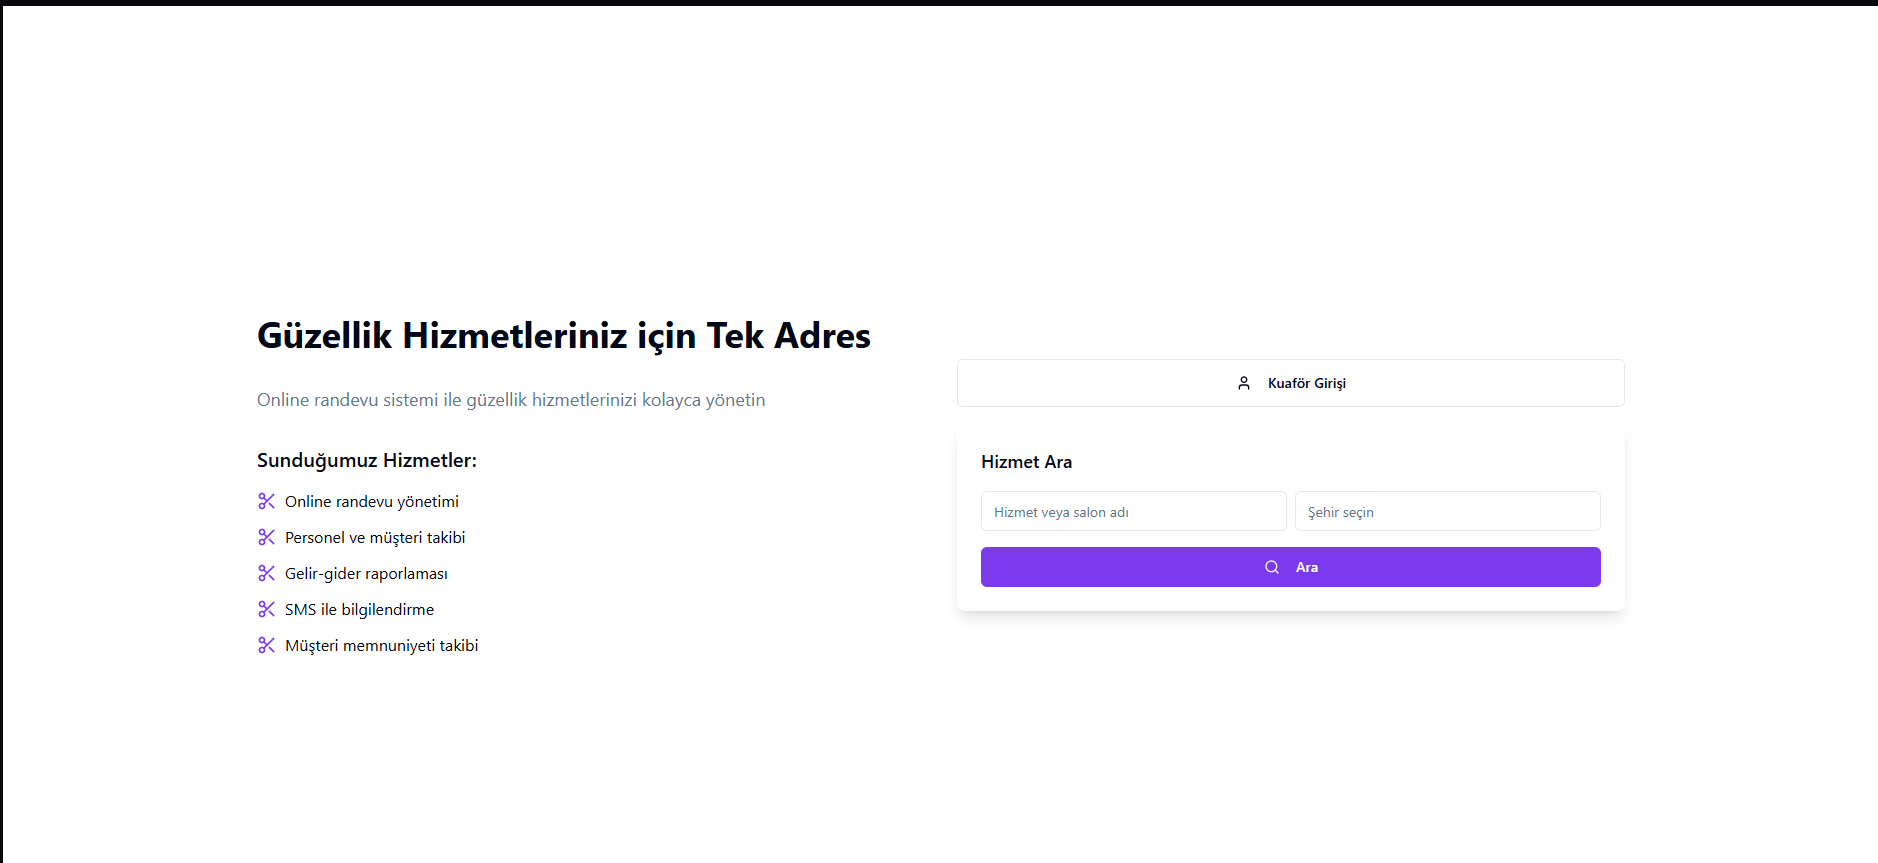 Güzellik Hizmetleriniz için Tek Adres
Online randevu sistemi ile güzellik hizmetlerinizi kolayca yönetin
Sunduğumuz Hizmetler:
Online randevu yönetimi
Personel ve müşteri takibi
Gelir-gider raporlaması
SMS ile bilgilendirme
Müşteri memnuniyeti takibi
Kuaför Girişi
Hizmet Ara
Hizmet veya salon adı
Şehir seçin
Ara